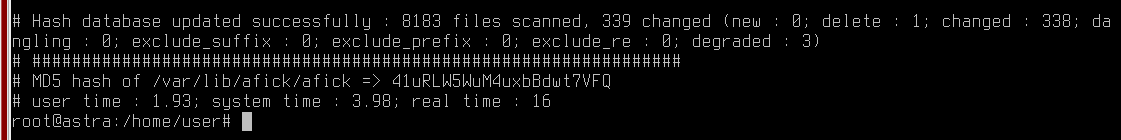 # Hash database updated successfully : 8183 files scanned, 339 changed (new : 0; delete : 1; changed : 338; da
ngling : 0; exclude_suffix : 0; exclude_prefix : 0; exclude_re : 0; degraded : 3)
# #################################################################
# MD5 hash of /var/lib/afick/afick => 41uRLW5WuM4uxbBdwt7VFQ
# user time : 1.93; system time : 3.98; real time : 16
root@astra:/home/user#